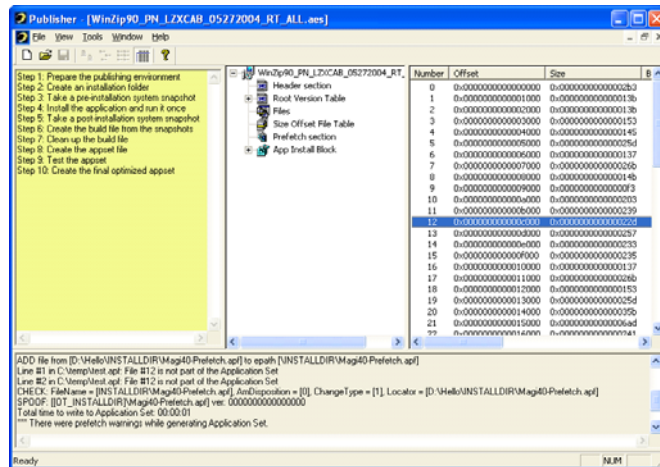 Publisher - [WinZip90_PN_LZXCAB_05272004_RT_ALL.aes]
File View Tools Window Help
Step 1: Prepare the publishing environment
Step 2: Create an installation folder
Step 3: Take a pre-installation system snapshot
Step 4: Install the application and run it once
Step 5: Take a post-installation system snapshot
Step 6: Create the build file from the snapshots
Step 7: Clean up the build file
Step 8: Create the appset file
Step 9: Test the appset
Step 10: Create the final optimized appset
WinZip90_PN_LZXCAB_05272004_RT_
Header section
Root Version Table
Files
Size Offset File Table
Prefetch section
App Install Block
Number Offset Size B
0 0x0000000000000000 0x00000000000002b3
1 0x0000000000001000 0x000000000000013b
2 0x0000000000002000 0x000000000000013b
3 0x0000000000003000 0x0000000000000153
4 0x0000000000004000 0x0000000000000145
5 0x0000000000005000 0x000000000000025d
6 0x0000000000006000 0x0000000000000137
7 0x0000000000007000 0x000000000000026b
8 0x0000000000008000 0x000000000000014b
9 0x0000000000009000 0x00000000000000f3
10 0x000000000000a000 0x0000000000000203
11 0x000000000000b000 0x0000000000000239
12 0x000000000000c000 0x000000000000022d
13 0x000000000000d000 0x0000000000000257
14 0x000000000000e000 0x0000000000000233
15 0x000000000000f000 0x0000000000000235
16 0x0000000000010000 0x0000000000000137
17 0x0000000000011000 0x000000000000026b
18 0x0000000000012000 0x0000000000000153
19 0x0000000000013000 0x000000000000025d
20 0x0000000000014000 0x000000000000035b
21 0x0000000000015000 0x00000000000006ad
22 0x0000000000016000 0x0000000000000241
ADD file from [D:\Hello\INSTALLDIR\Magi40-Prefetch.apf] to epath [\INSTALLDIR\Magi40-Prefetch.apf]
Line #1 in C:\temp\test.apf: File #12 is not part of the Application Set
Line #2 in C:\temp\test.apf: File #12 is not part of the Application Set
CHECK: FileName = [INSTALLDIR\Magi40-Prefetch.apf], AmDisposition = [0], ChangeType = [1], Locator = [D:\Hello\INSTALLDIR\Magi40-Prefetch.apf]
SPOOF: [[OT_INSTALLDIR]\Magi40-Prefetch.apf] ver: 0000000000000000
Total time to write to Application Set: 00:00:01
*** There were prefetch warnings while generating Application Set.
Ready NUM